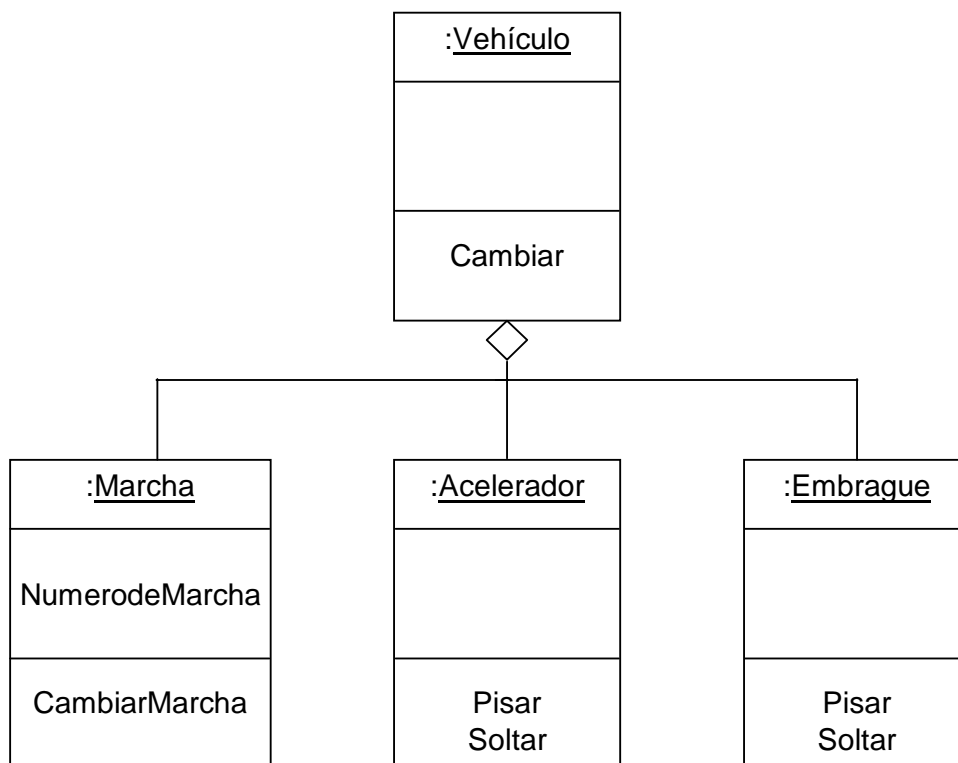 :Vehículo
Cambiar
:Marcha
NumerodeMarcha
CambiarMarcha
:Acelerador
Pisar
Soltar
:Embrague
Pisar
Soltar